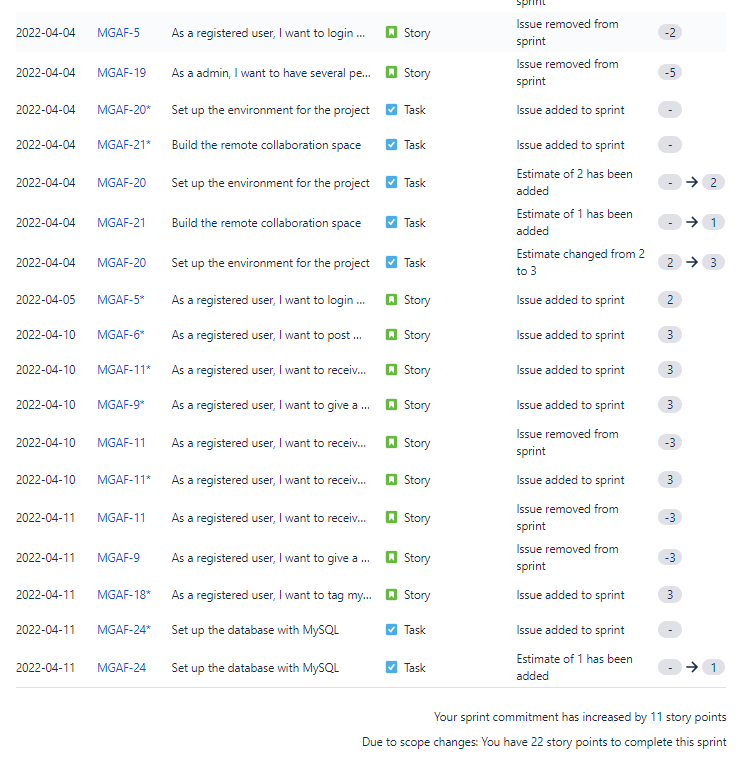 sprint
2022-04-04 MGAF-5 As a registered user, I want to login ... Story Issue removed from sprint -2
2022-04-04 MGAF-19 As a admin, I want to have several pe... Story Issue removed from sprint -5
2022-04-04 MGAF-20* Set up the environment for the project Task Issue added to sprint -
2022-04-04 MGAF-21* Build the remote collaboration space Task Issue added to sprint -
2022-04-04 MGAF-20 Set up the environment for the project Task Estimate of 2 has been added - → 2
2022-04-04 MGAF-21 Build the remote collaboration space Task Estimate of 1 has been added - → 1
2022-04-04 MGAF-20 Set up the environment for the project Task Estimate changed from 2 to 3 2 → 3
2022-04-05 MGAF-5* As a registered user, I want to login ... Story Issue added to sprint 2
2022-04-10 MGAF-6* As a registered user, I want to post ... Story Issue added to sprint 3
2022-04-10 MGAF-11* As a registered user, I want to receiv... Story Issue added to sprint 3
2022-04-10 MGAF-9* As a registered user, I want to give a ... Story Issue added to sprint 3
2022-04-10 MGAF-11 As a registered user, I want to receiv... Story Issue removed from sprint -3
2022-04-10 MGAF-11* As a registered user, I want to receiv... Story Issue added to sprint 3
2022-04-11 MGAF-11 As a registered user, I want to receiv... Story Issue removed from sprint -3
2022-04-11 MGAF-9 As a registered user, I want to give a ... Story Issue removed from sprint -3
2022-04-11 MGAF-18* As a registered user, I want to tag my... Story Issue added to sprint 3
2022-04-11 MGAF-24* Set up the database with MySQL Task Issue added to sprint -
2022-04-11 MGAF-24 Set up the database with MySQL Task Estimate of 1 has been added - → 1
Your sprint commitment has increased by 11 story points
Due to scope changes: You have 22 story points to complete this sprint